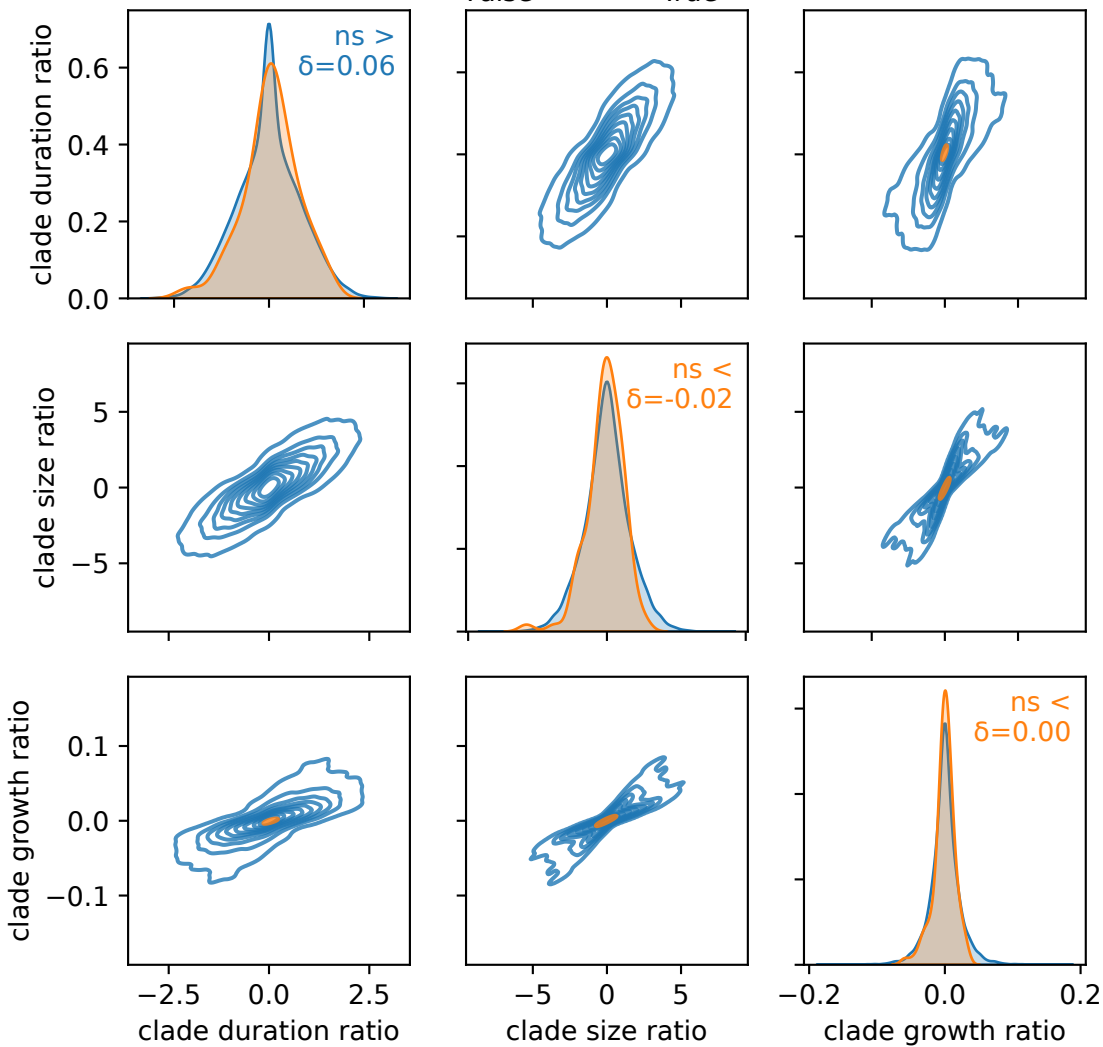 clade duration ratio
0.6
0.4
0.2
0.0
ns >
δ=0.06
clade size ratio
5
0
−5
ns <
δ=-0.02
clade growth ratio
0.1
0.0
−0.1
ns <
δ=0.00
−2.5 0.0 2.5
−5 0 5
−0.2 0.0 0.2
clade duration ratio
clade size ratio
clade growth ratio